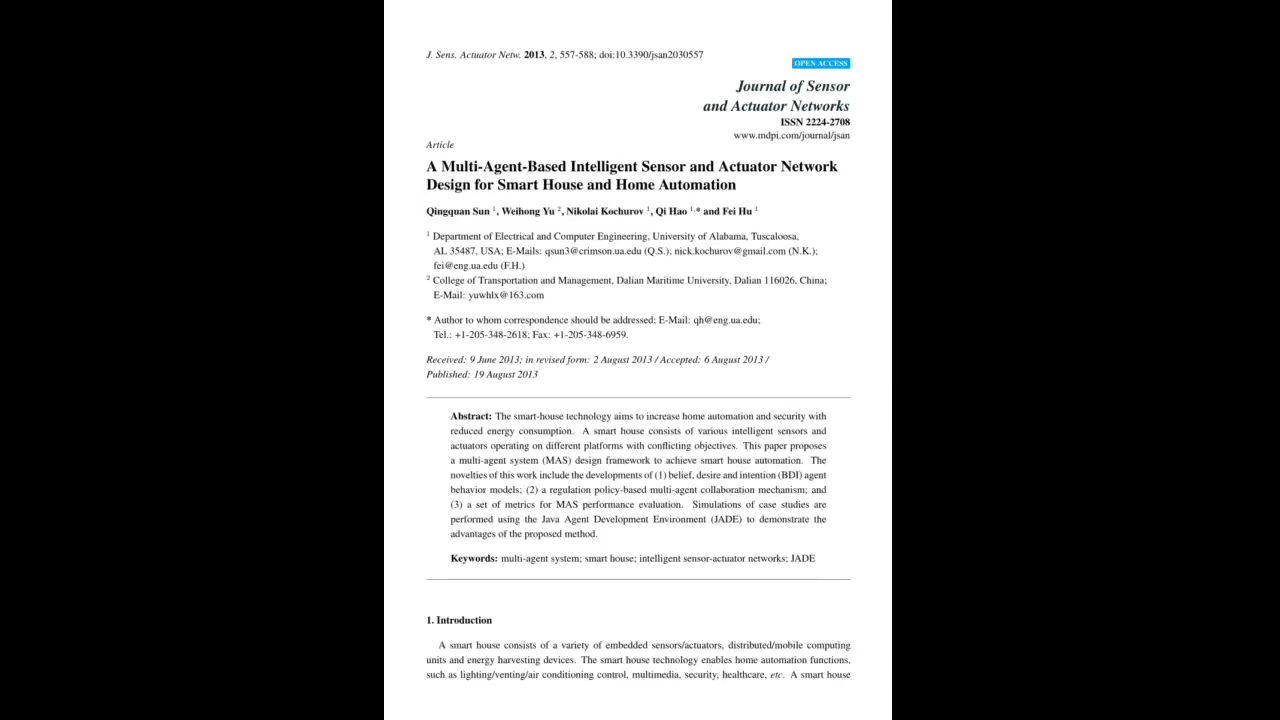 J. Sens. Actuator Netw. 2013, 2, 557-588; doi:10.3390/jsan2030557
OPEN ACCESS
Journal of Sensor
and Actuator Networks
ISSN 2224-2708
www.mdpi.com/journal/jsan
Article
A Multi-Agent-Based Intelligent Sensor and Actuator Network
Design for Smart House and Home Automation
Qingquan Sun 1, Weihong Yu 2, Nikolai Kochurov 1, Qi Hao 1,* and Fei Hu 1
1 Department of Electrical and Computer Engineering, University of Alabama, Tuscaloosa,
AL 35487, USA; E-Mails: qsun3@crimson.ua.edu (Q.S.); nick.kochurov@gmail.com (N.K.);
fei@eng.ua.edu (F.H.)
2 College of Transportation and Management, Dalian Maritime University, Dalian 116026, China;
E-Mail: yuwhlx@163.com
* Author to whom correspondence should be addressed; E-Mail: qh@eng.ua.edu;
Tel.: +1-205-348-2618; Fax: +1-205-348-6959.
Received: 9 June 2013; in revised form: 2 August 2013 / Accepted: 6 August 2013 /
Published: 19 August 2013
Abstract: The smart-house technology aims to increase home automation and security with
reduced energy consumption. A smart house consists of various intelligent sensors and
actuators operating on different platforms with conflicting objectives. This paper proposes
a multi-agent system (MAS) design framework to achieve smart house automation. The
novelties of this work include the developments of (1) belief, desire and intention (BDI) agent
behavior models; (2) a regulation policy-based multi-agent collaboration mechanism; and
(3) a set of metrics for MAS performance evaluation. Simulations of case studies are
performed using the Java Agent Development Environment (JADE) to demonstrate the
advantages of the proposed method.
Keywords: multi-agent system; smart house; intelligent sensor-actuator networks; JADE
1. Introduction
A smart house consists of a variety of embedded sensors/actuators, distributed/mobile computing
units and energy harvesting devices. The smart house technology enables home automation functions,
such as lighting/venting/air conditioning control, multimedia, security, healthcare, etc. A smart house